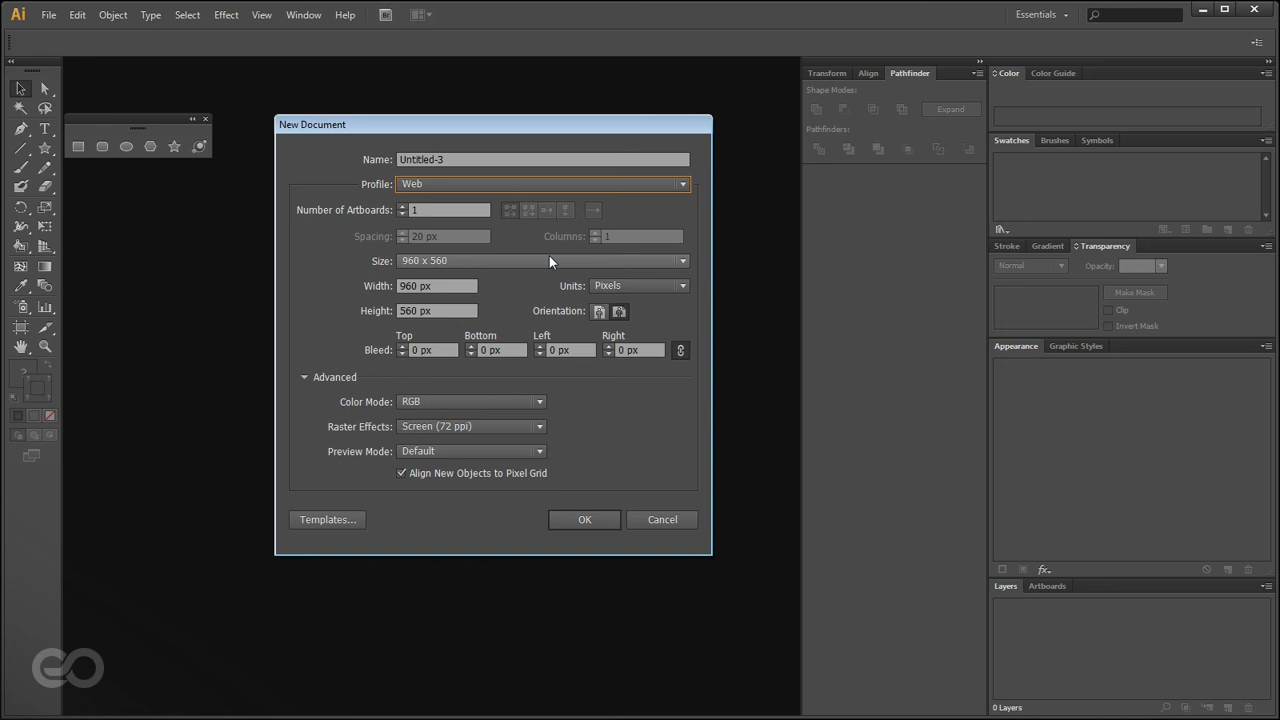 Ai File Edit Object Type Select Effect View Window Help Br Essentials
Transform Align Pathfinder
Color Color Guide
Shape Modes:
Expand
Pathfinders:
Swatches Brushes Symbols
Stroke Gradient Transparency
Normal Opacity:
Make Mask
Clip
Invert Mask
Appearance Graphic Styles
fx
Layers Artboards
0 Layers
New Document
Name: Untitled-3
Profile: Web
Number of Artboards: 1
Spacing: 20 px Columns: 1
Size: 960 x 560
Width: 960 px Units: Pixels
Height: 560 px Orientation:
Top Bottom Left Right
Bleed: 0 px 0 px 0 px 0 px
Advanced
Color Mode: RGB
Raster Effects: Screen (72 ppi)
Preview Mode: Default
Align New Objects to Pixel Grid
Templates... OK Cancel
T
?